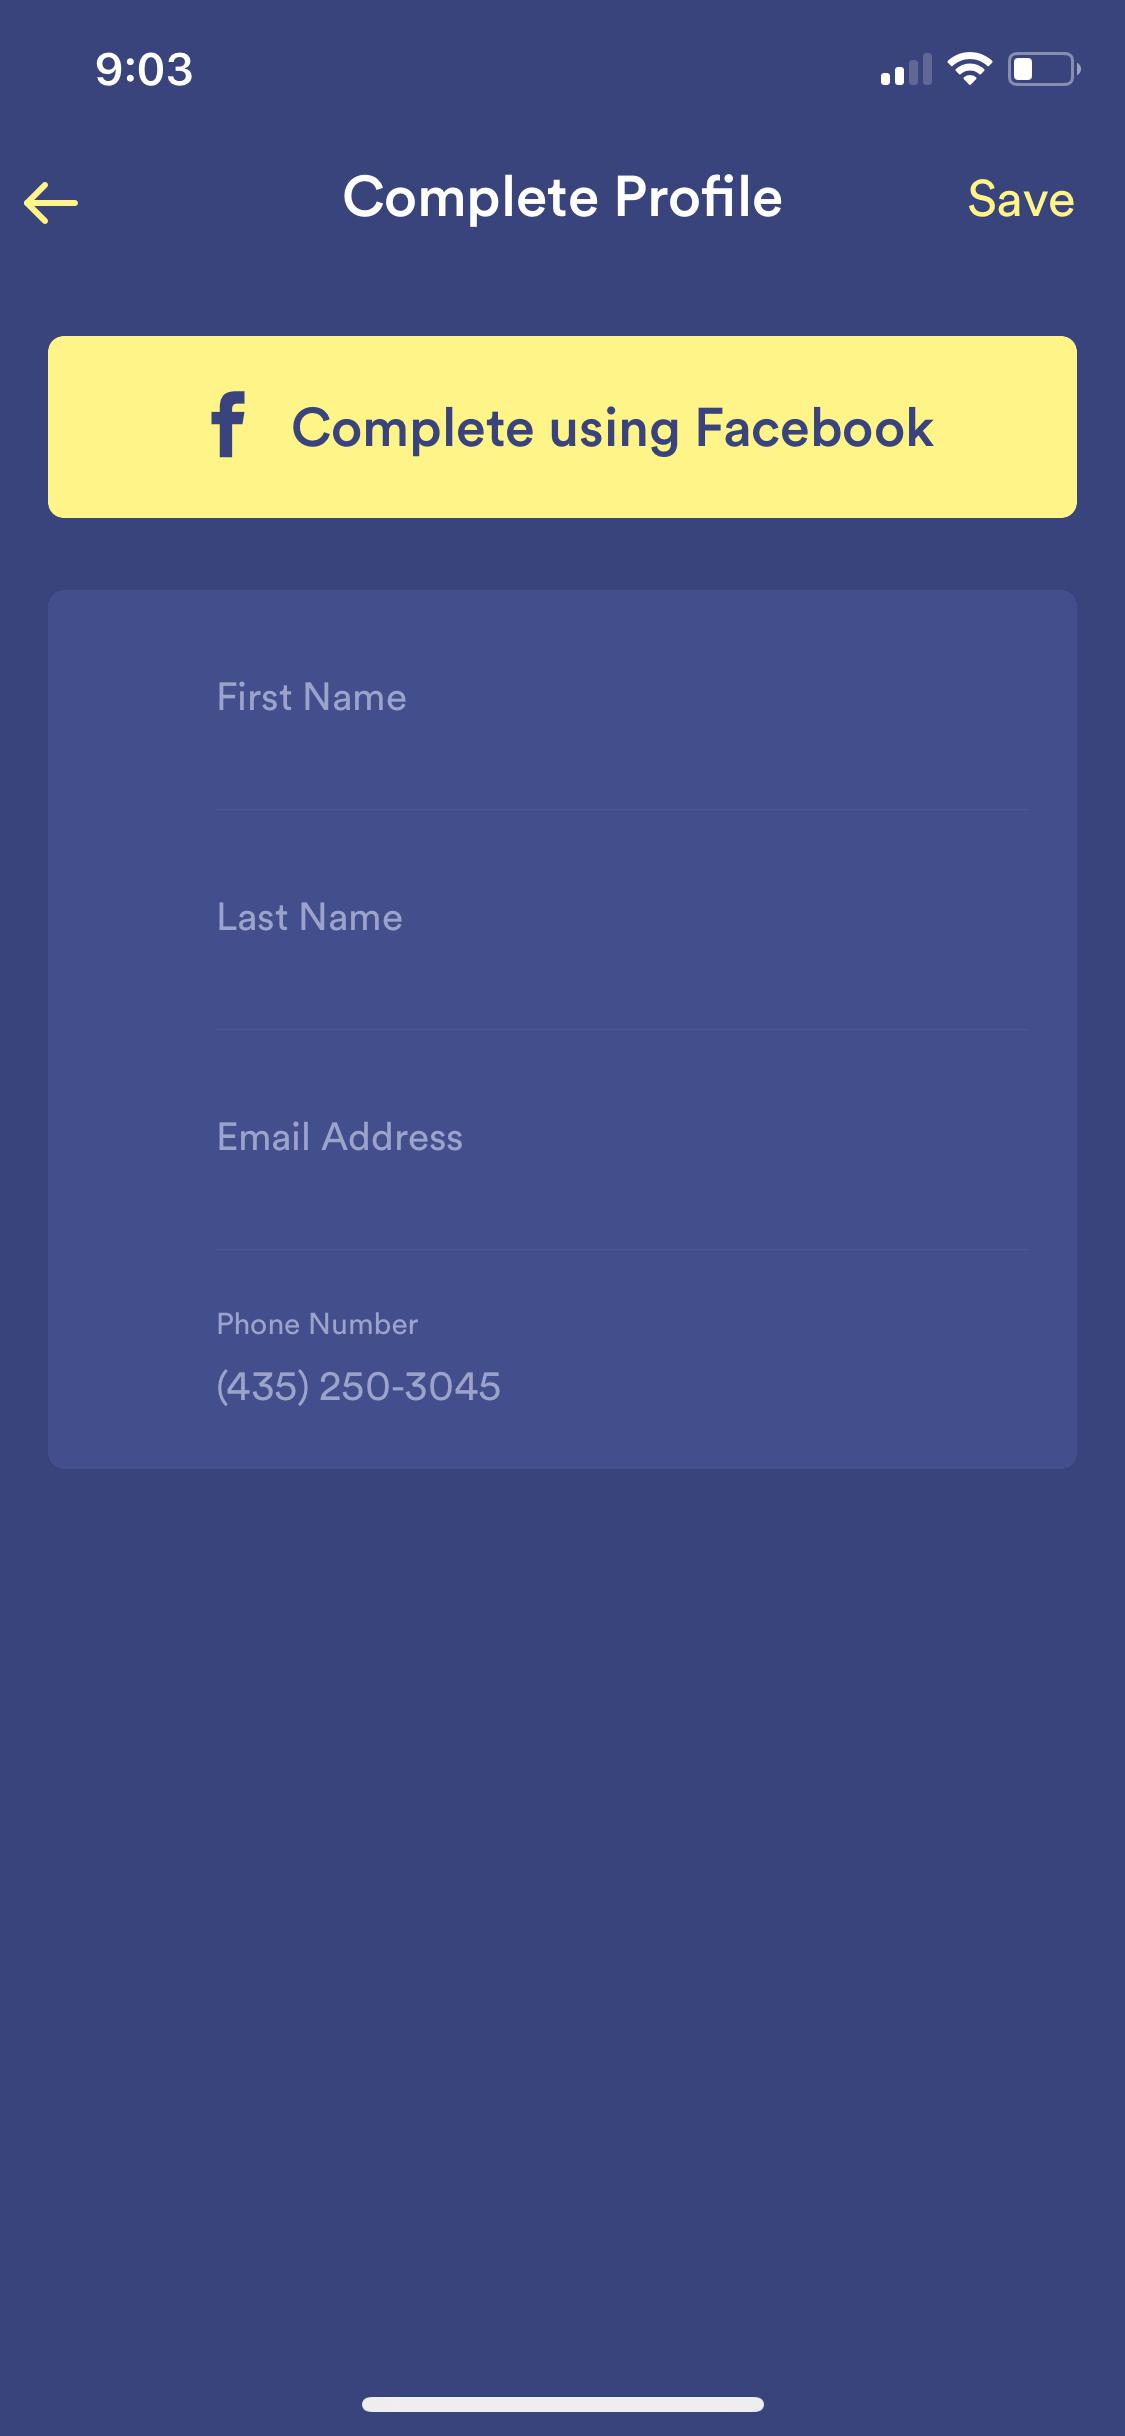 9:03
Complete Profile
Save
Complete using Facebook
First Name
Last Name
Email Address
Phone Number
(435) 250-3045